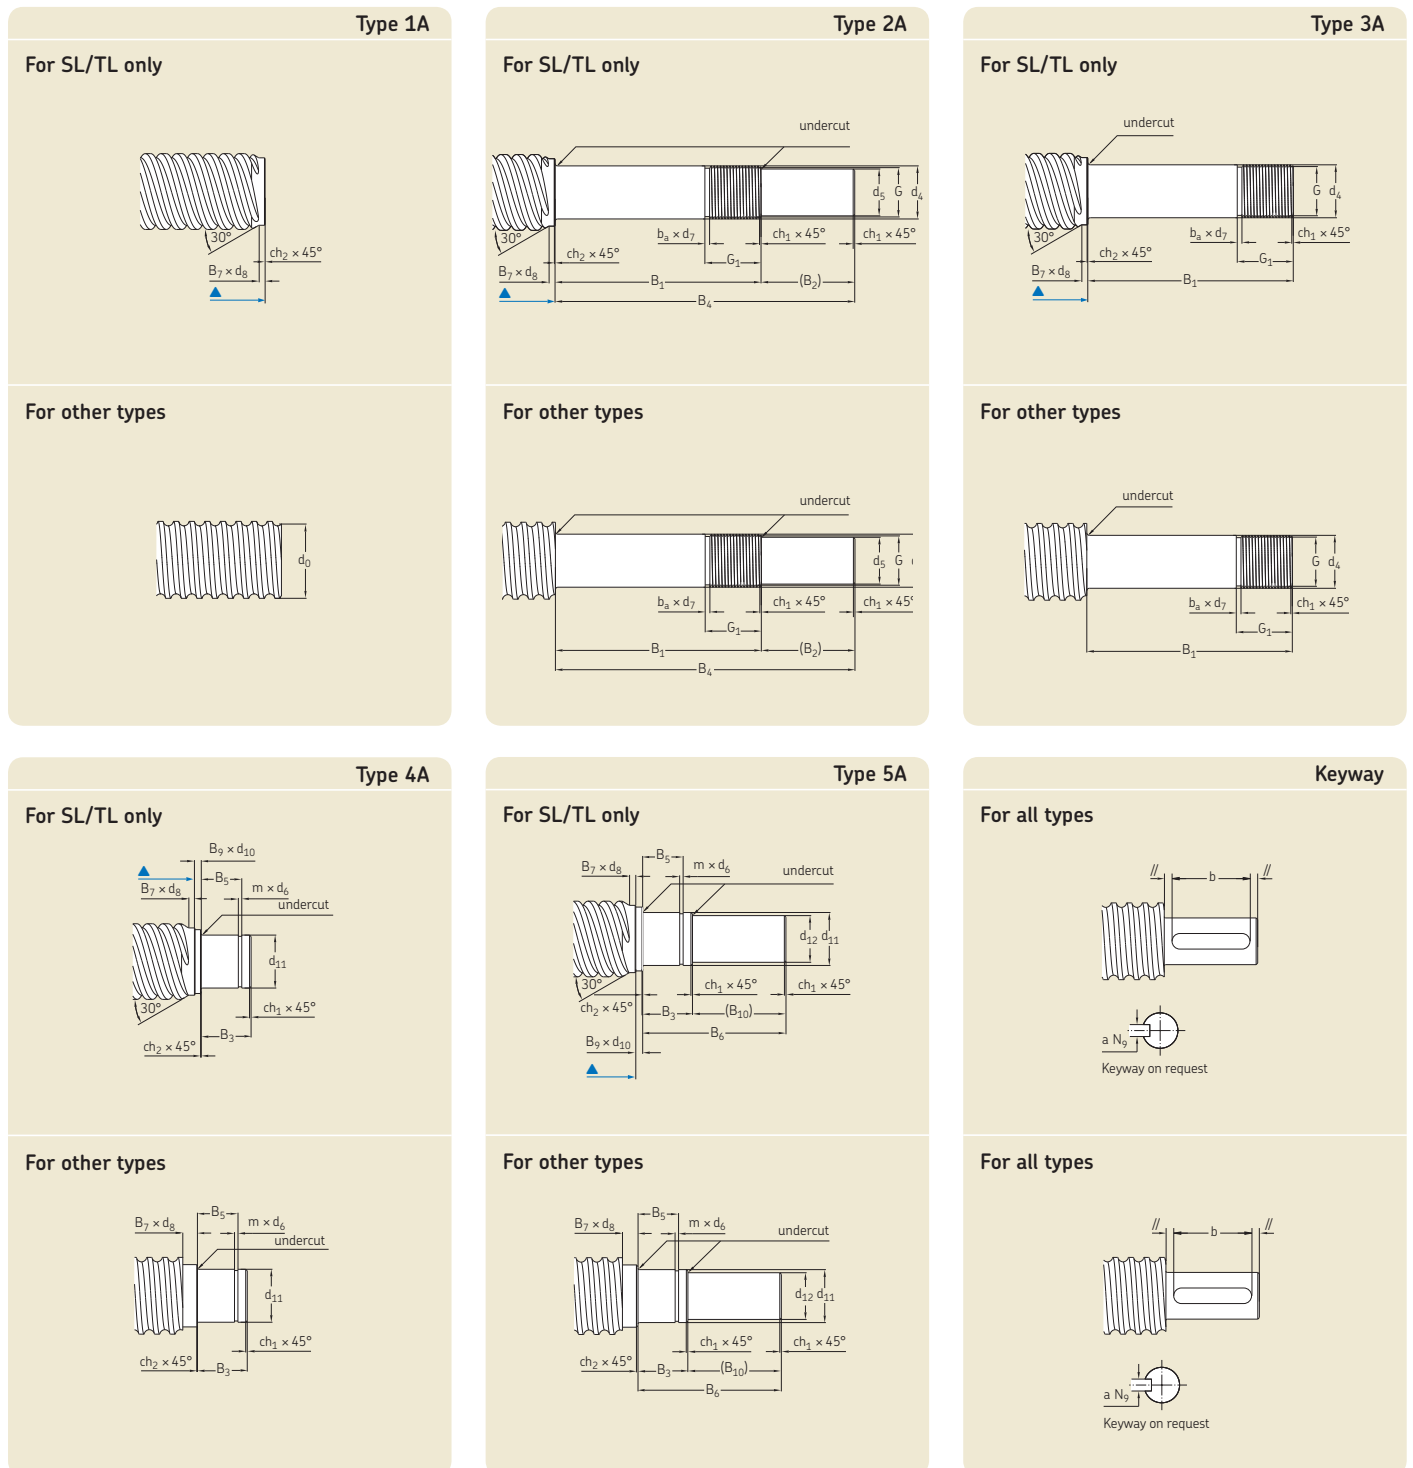 Type 1A
For SL/TL only
30°
ch₂ × 45°
B₇ × d₈
For other types
d₀
Type 2A
For SL/TL only
undercut
d₅ G d₄
30°
bₐ × d₇ ch₁ × 45° ch₁ × 45°
ch₂ × 45° G₁
B₇ × d₈ B₁ (B₂)
B₄
For other types
undercut
d₅ G
bₐ × d₇ ch₁ × 45° ch₁ × 45°
G₁
B₁ (B₂)
B₄
Type 3A
For SL/TL only
undercut
G d₄
30° bₐ × d₇ ch₁ × 45°
ch₂ × 45° G₁
B₇ × d₈ B₁
For other types
undercut
G d₄
bₐ × d₇ ch₁ × 45°
G₁
B₁
Type 4A
For SL/TL only
B₉ × d₁₀
B₅
B₇ × d₈ m × d₆
undercut
d₁₁
30° ch₁ × 45°
B₃
ch₂ × 45°
For other types
B₅
B₇ × d₈ m × d₆
undercut
d₁₁
ch₁ × 45°
ch₂ × 45° B₃
Type 5A
For SL/TL only
B₅
B₇ × d₈ m × d₆
undercut
d₁₂ d₁₁
30° ch₁ × 45° ch₁ × 45°
ch₂ × 45° B₃ (B₁₀)
B₆
B₉ × d₁₀
For other types
B₅
B₇ × d₈ m × d₆
undercut
d₁₂ d₁₁
ch₁ × 45° ch₁ × 45°
ch₂ × 45° B₃ (B₁₀)
B₆
Keyway
For all types
// b //
a N₉
Keyway on request
For all types
// b //
a N₉
Keyway on request